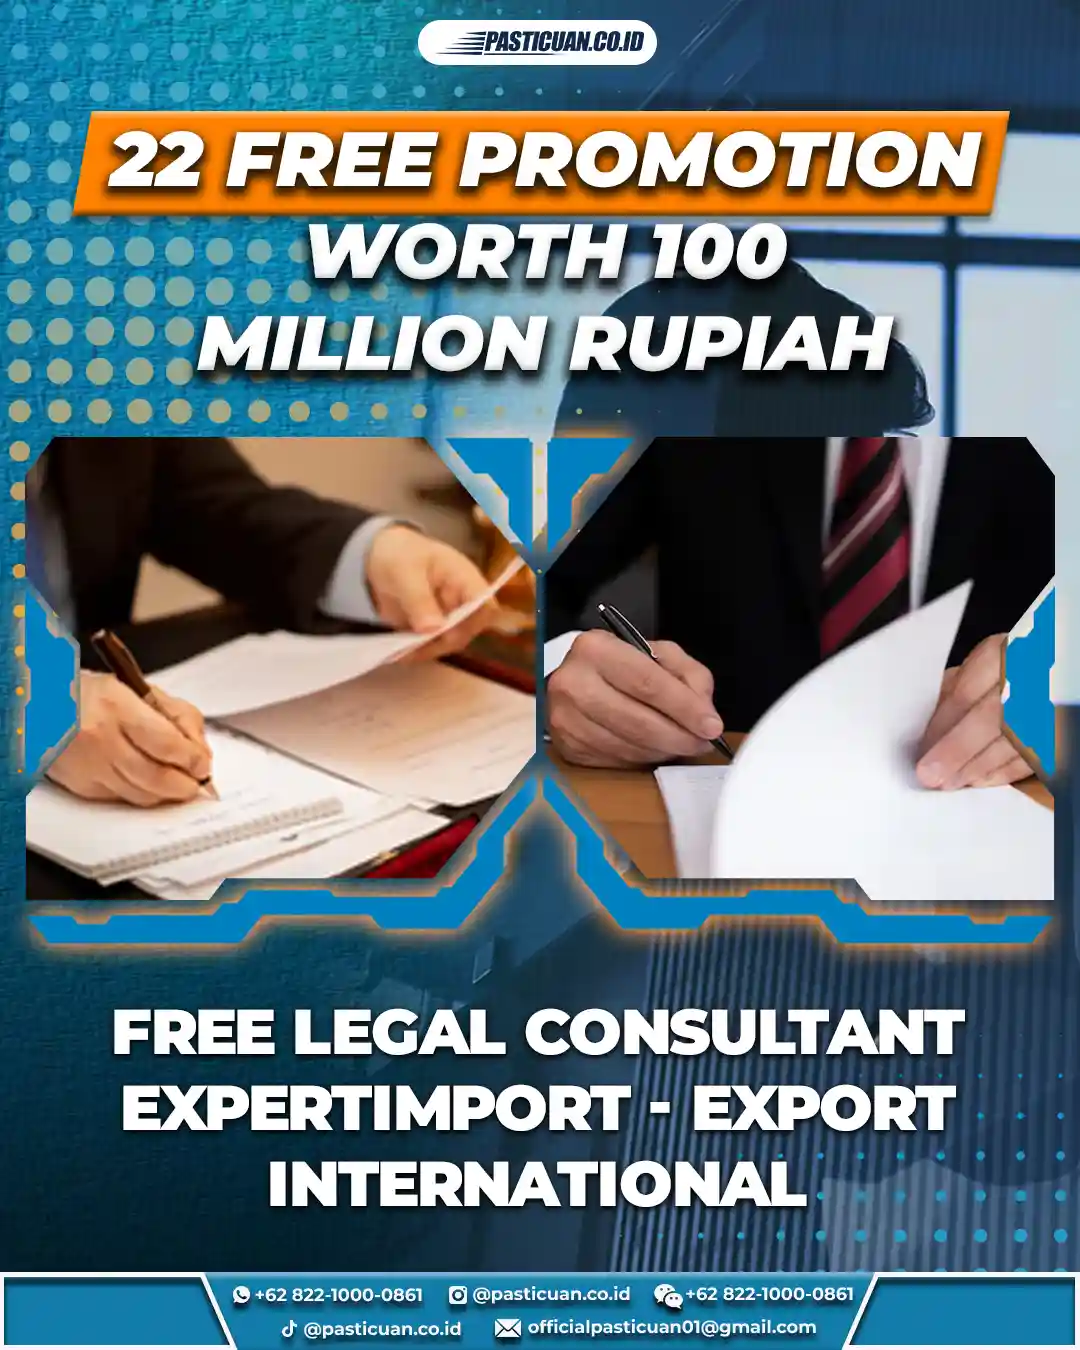 PASTICUAN.CO.ID
22 FREE PROMOTION
WORTH 100
MILLION RUPIAH
FREE LEGAL CONSULTANT
EXPERTIMPORT - EXPORT
INTERNATIONAL
+62 822-1000-0861 @pasticuan.co.id +62 822-1000-0861
@pasticuan.co.id officialpasticuan01@gmail.com